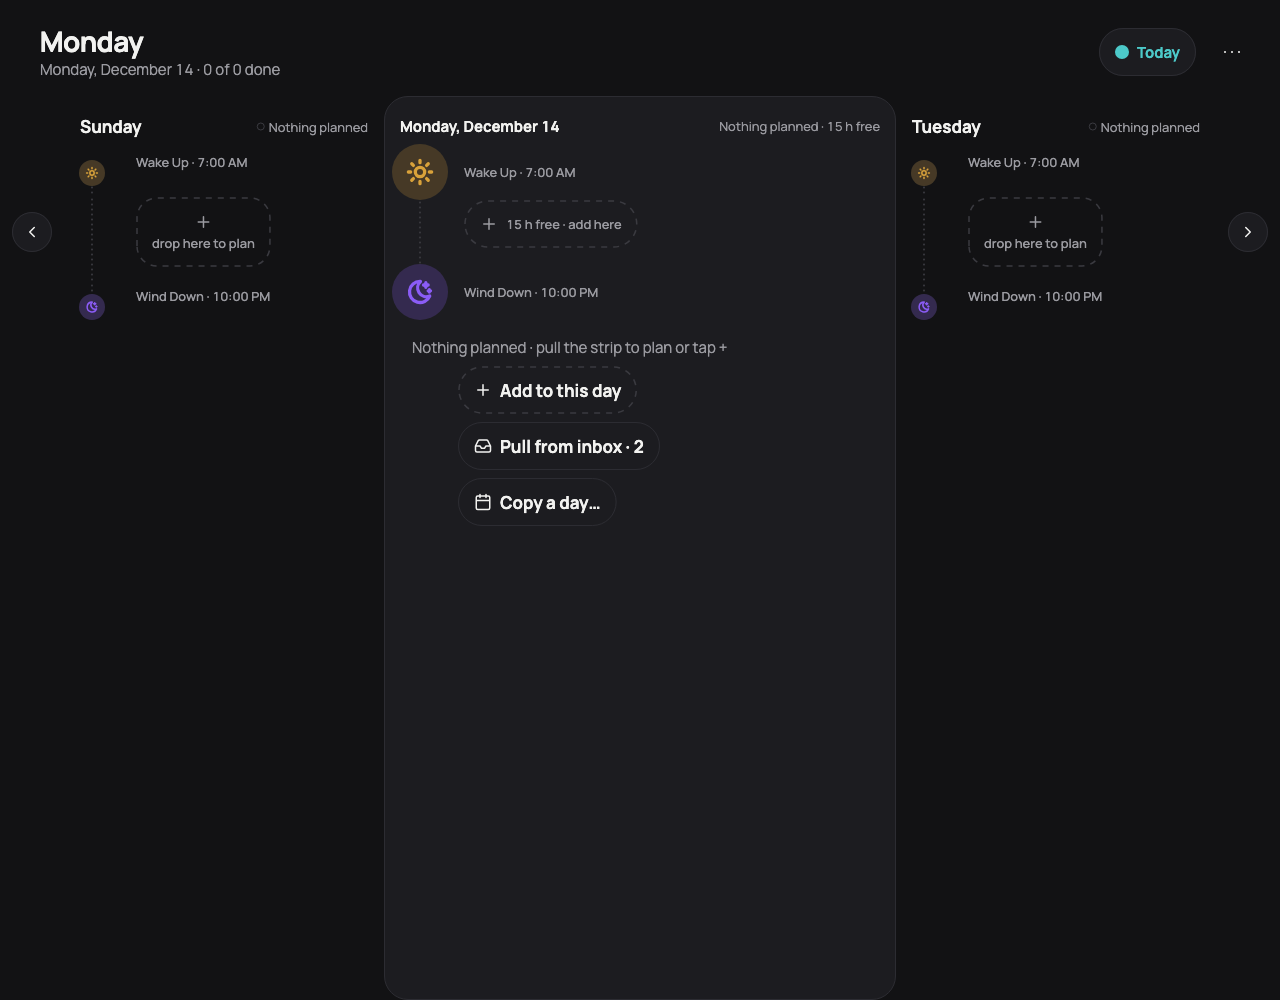 Monday
Monday, December 14 · 0 of 0 done
Today
...
Sunday
Nothing planned
Wake Up · 7:00 AM
+
drop here to plan
Wind Down · 10:00 PM
Monday, December 14
Nothing planned · 15 h free
Wake Up · 7:00 AM
+ 15 h free · add here
Wind Down · 10:00 PM
Nothing planned · pull the strip to plan or tap +
+ Add to this day
Pull from inbox · 2
Copy a day…
Tuesday
Nothing planned
Wake Up · 7:00 AM
+
drop here to plan
Wind Down · 10:00 PM